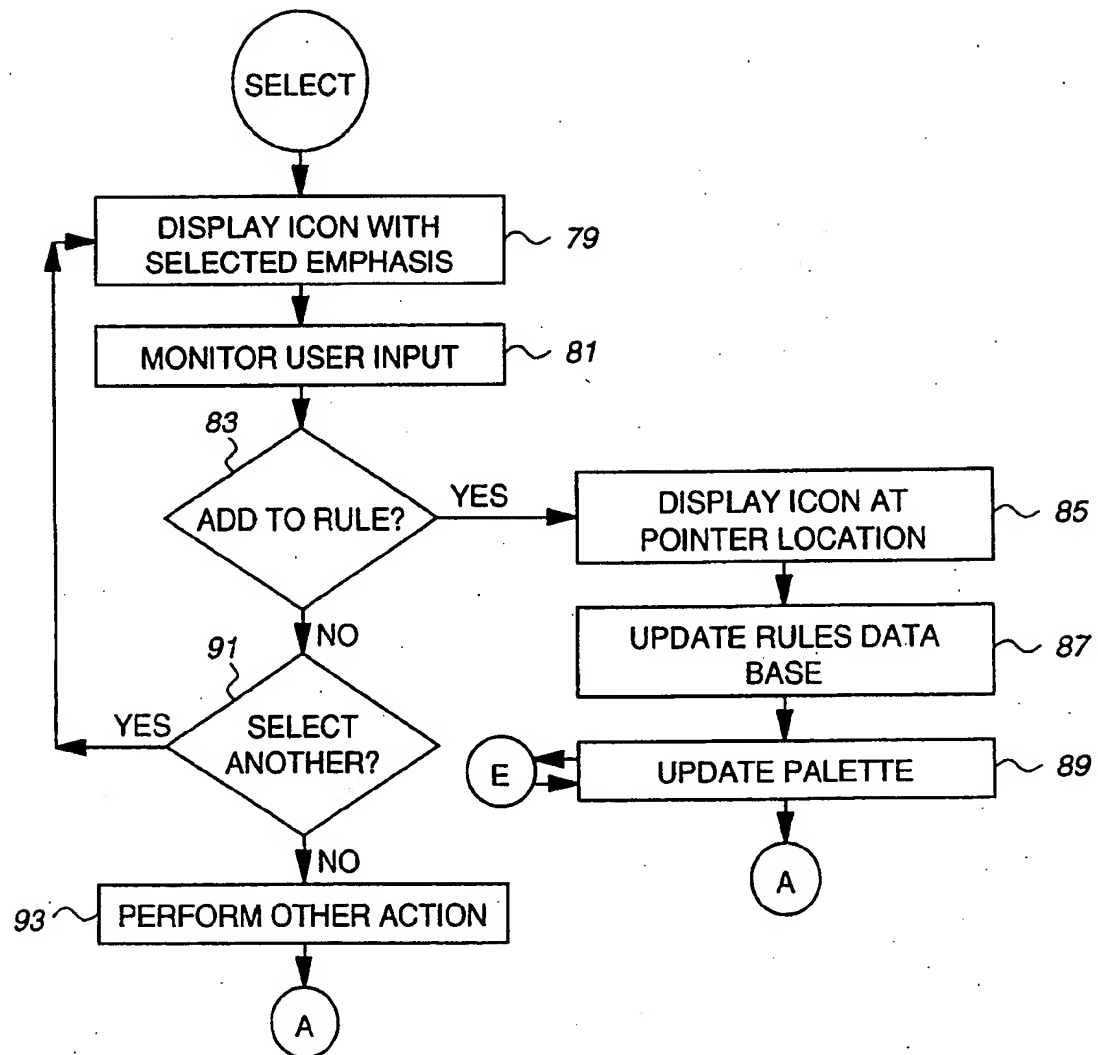 SELECT
DISPLAY ICON WITH
SELECTED EMPHASIS
79
MONITOR USER INPUT
81
83
ADD TO RULE?
YES
DISPLAY ICON AT
POINTER LOCATION
85
NO
UPDATE RULES DATA
BASE
87
91
YES
SELECT
ANOTHER?
E
UPDATE PALETTE
89
NO
A
93
PERFORM OTHER ACTION
A